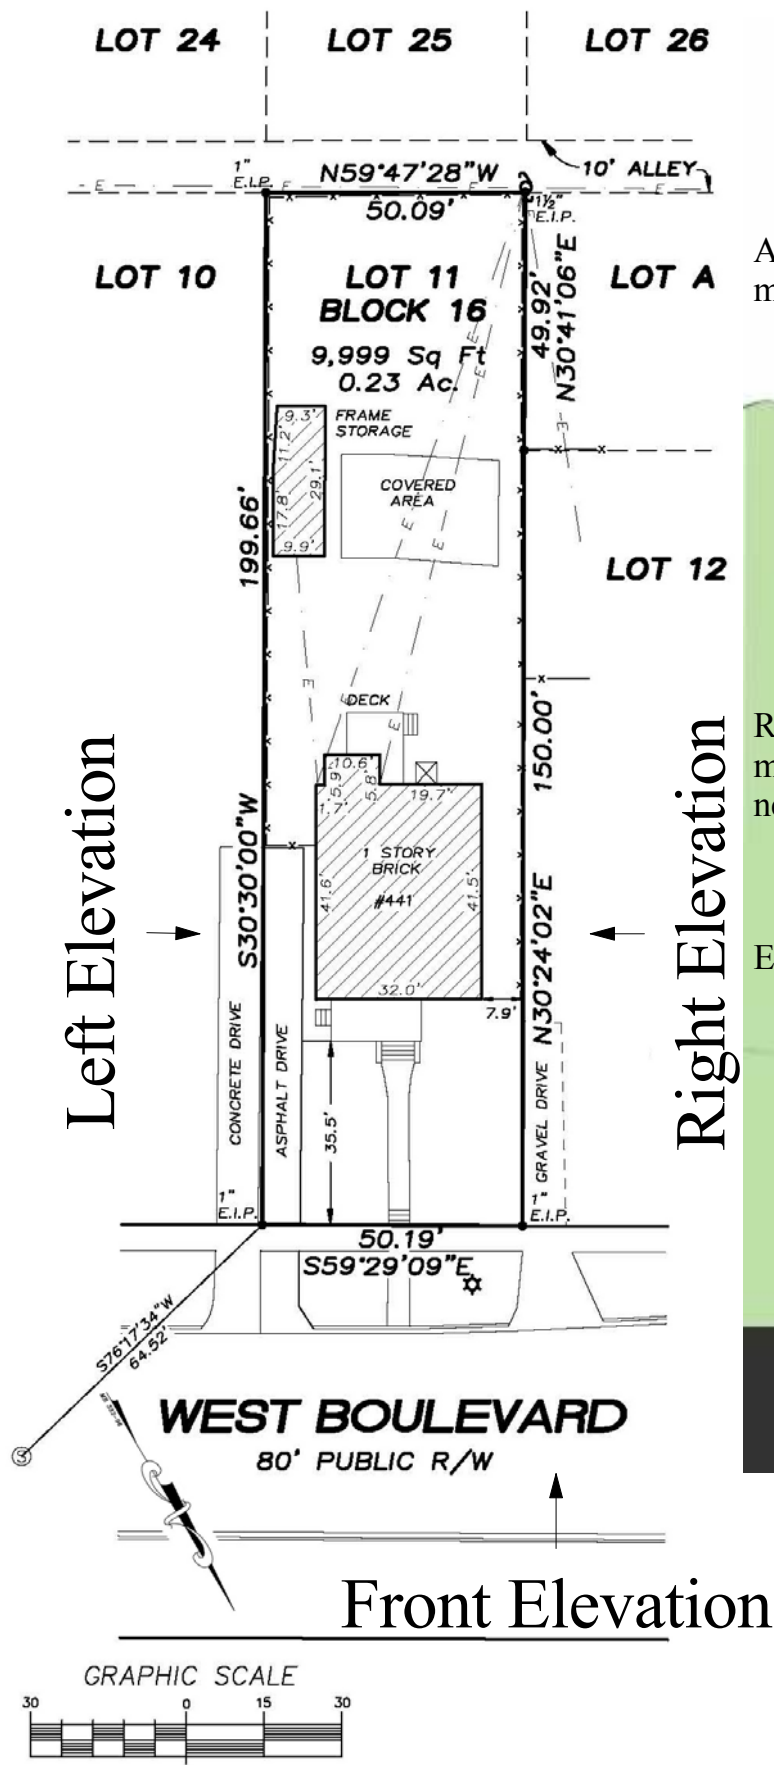 LOT 24
LOT 25
LOT 26
1"
E.I.P.
N59°47'28"W
10' ALLEY
E
E
E
E
50.09'
1½"
E.I.P.
LOT 10
LOT 11
BLOCK 16
9,999 Sq Ft
0.23 Ac.
49.92'
N30°41'06"E
LOT A
A
m
9.3'
11.2'
29.1'
17.8'
9.9'
FRAME
STORAGE
COVERED
AREA
E
E
E
E
E
E
199.66'
LOT 12
E
E
E
DECK
150.00'
R
m
10.6'
5.9'
5.8'
1.7'
19.7'
1 STORY
BRICK
#441
41.6'
41.5'
32.0'
7.9'
S30°30'00"W
N30°24'02"E
Left Elevation
Right Elevation
E
CONCRETE DRIVE
ASPHALT DRIVE
35.5'
GRAVEL DRIVE
1"
E.I.P.
1"
E.I.P.
50.19'
S59°29'09"E
S76°17'34"W
64.52'
S
WEST BOULEVARD
80' PUBLIC R/W
Front Elevation
GRAPHIC SCALE
30 0 15 30